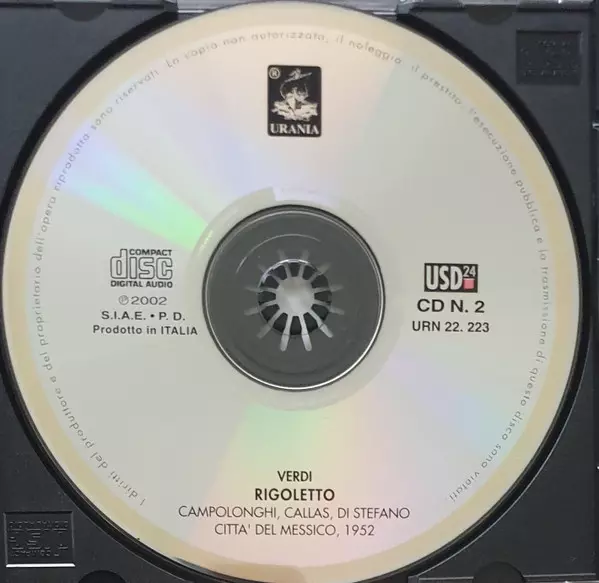 I diritti del produttore e del proprietario dell'opera riprodotta sono riservati. La copia non autorizzata, il noleggio, il prestito, l'esecuzione pubblica e la trasmissione di questo disco sono vietati.
®
URANIA
COMPACT
disc
DIGITAL AUDIO
℗ 2002
S.I.A.E. • P. D.
Prodotto in ITALIA
USD 24
CD N. 2
URN 22. 223
VERDI
RIGOLETTO
CAMPOLONGHI, CALLAS, DI STEFANO
CITTA' DEL MESSICO, 1952